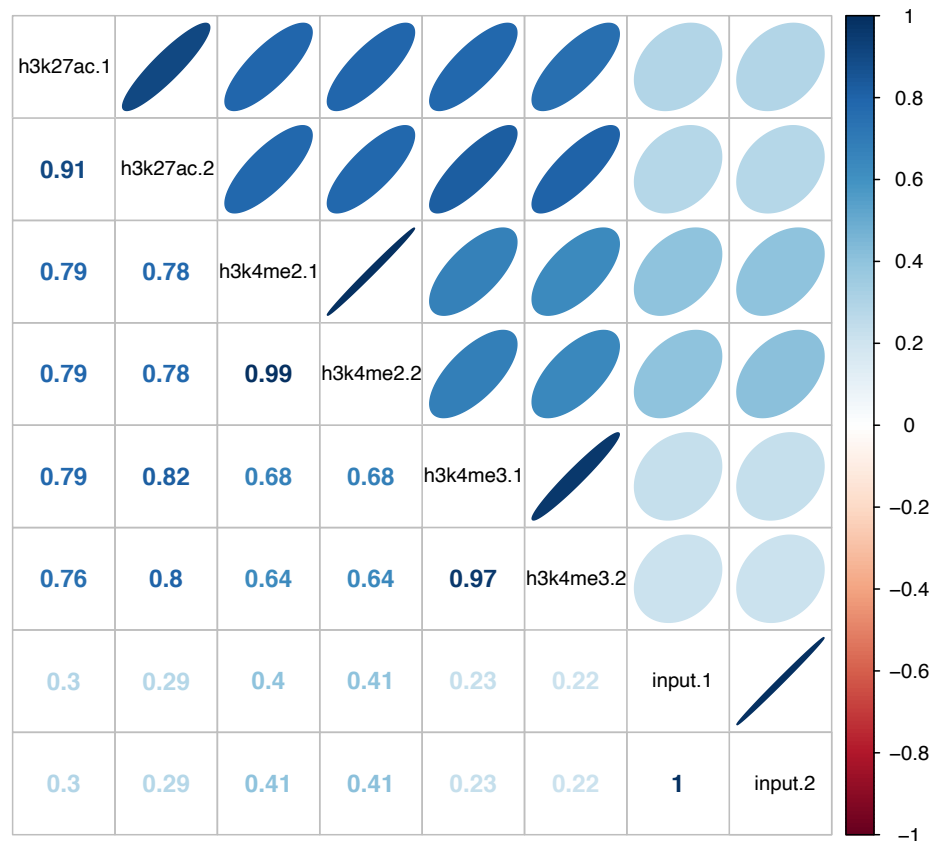 h3k27ac.1
0.91 h3k27ac.2
0.79 0.78 h3k4me2.1
0.79 0.78 0.99 h3k4me2.2
0.79 0.82 0.68 0.68 h3k4me3.1
0.76 0.8 0.64 0.64 0.97 h3k4me3.2
0.3 0.29 0.4 0.41 0.23 0.22 input.1
0.3 0.29 0.41 0.41 0.23 0.22 1 input.2
1
0.8
0.6
0.4
0.2
0
−0.2
−0.4
−0.6
−0.8
−1